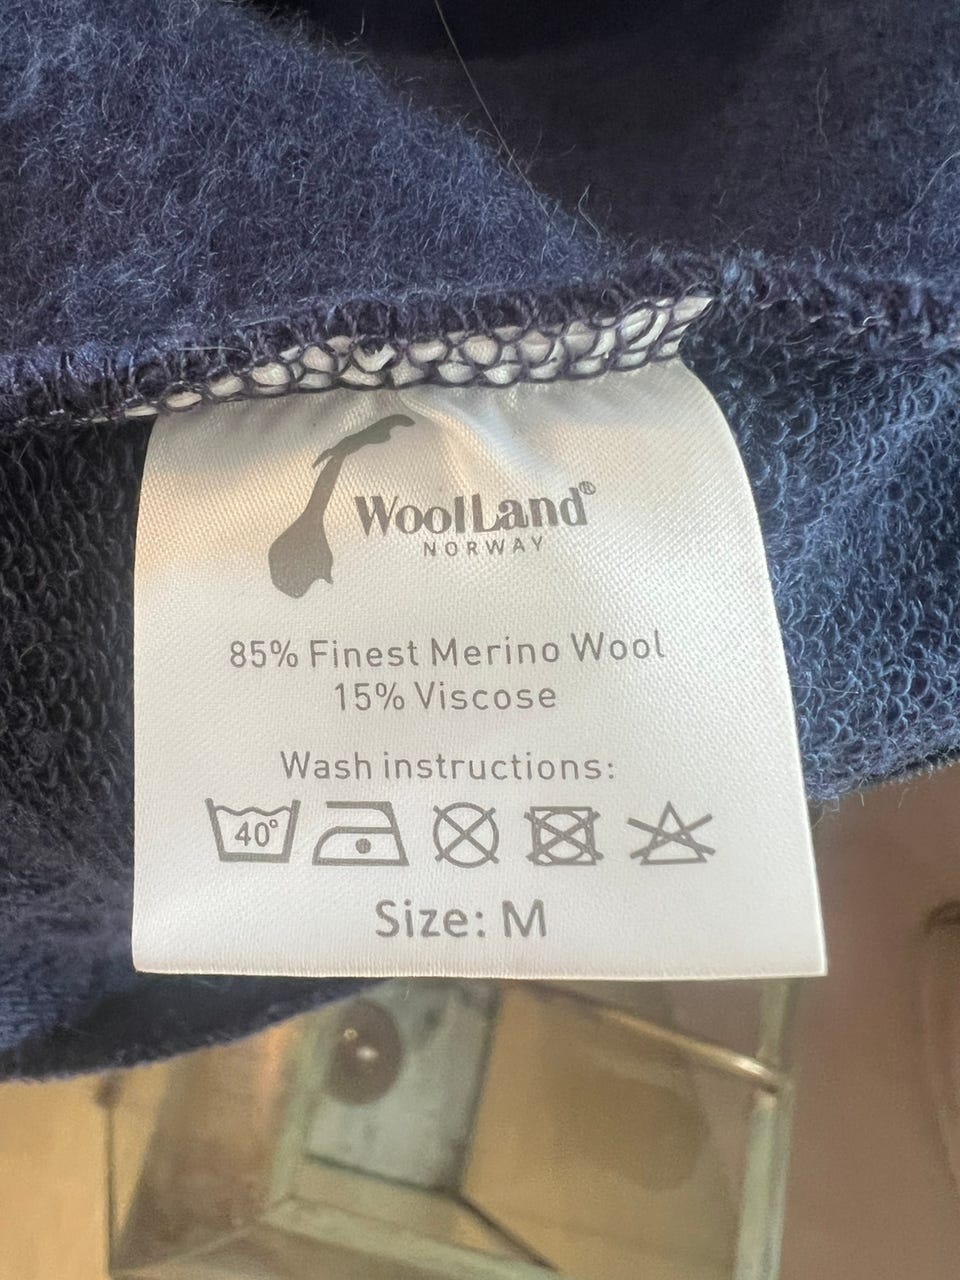 WoolLand®
NORWAY
85% Finest Merino Wool
15% Viscose
Wash instructions:
40°
Size: M